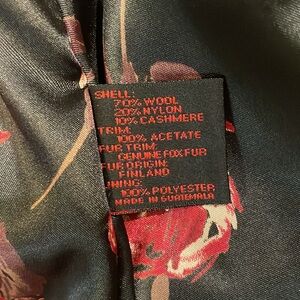 SHELL:
70% WOOL
20% NYLON
10% CASHMERE
TRIM:
100% ACETATE
FUR TRIM:
GENUINE FOX FUR
FUR ORIGIN:
FINLAND
LINING:
100% POLYESTER
MADE IN GUATEMALA